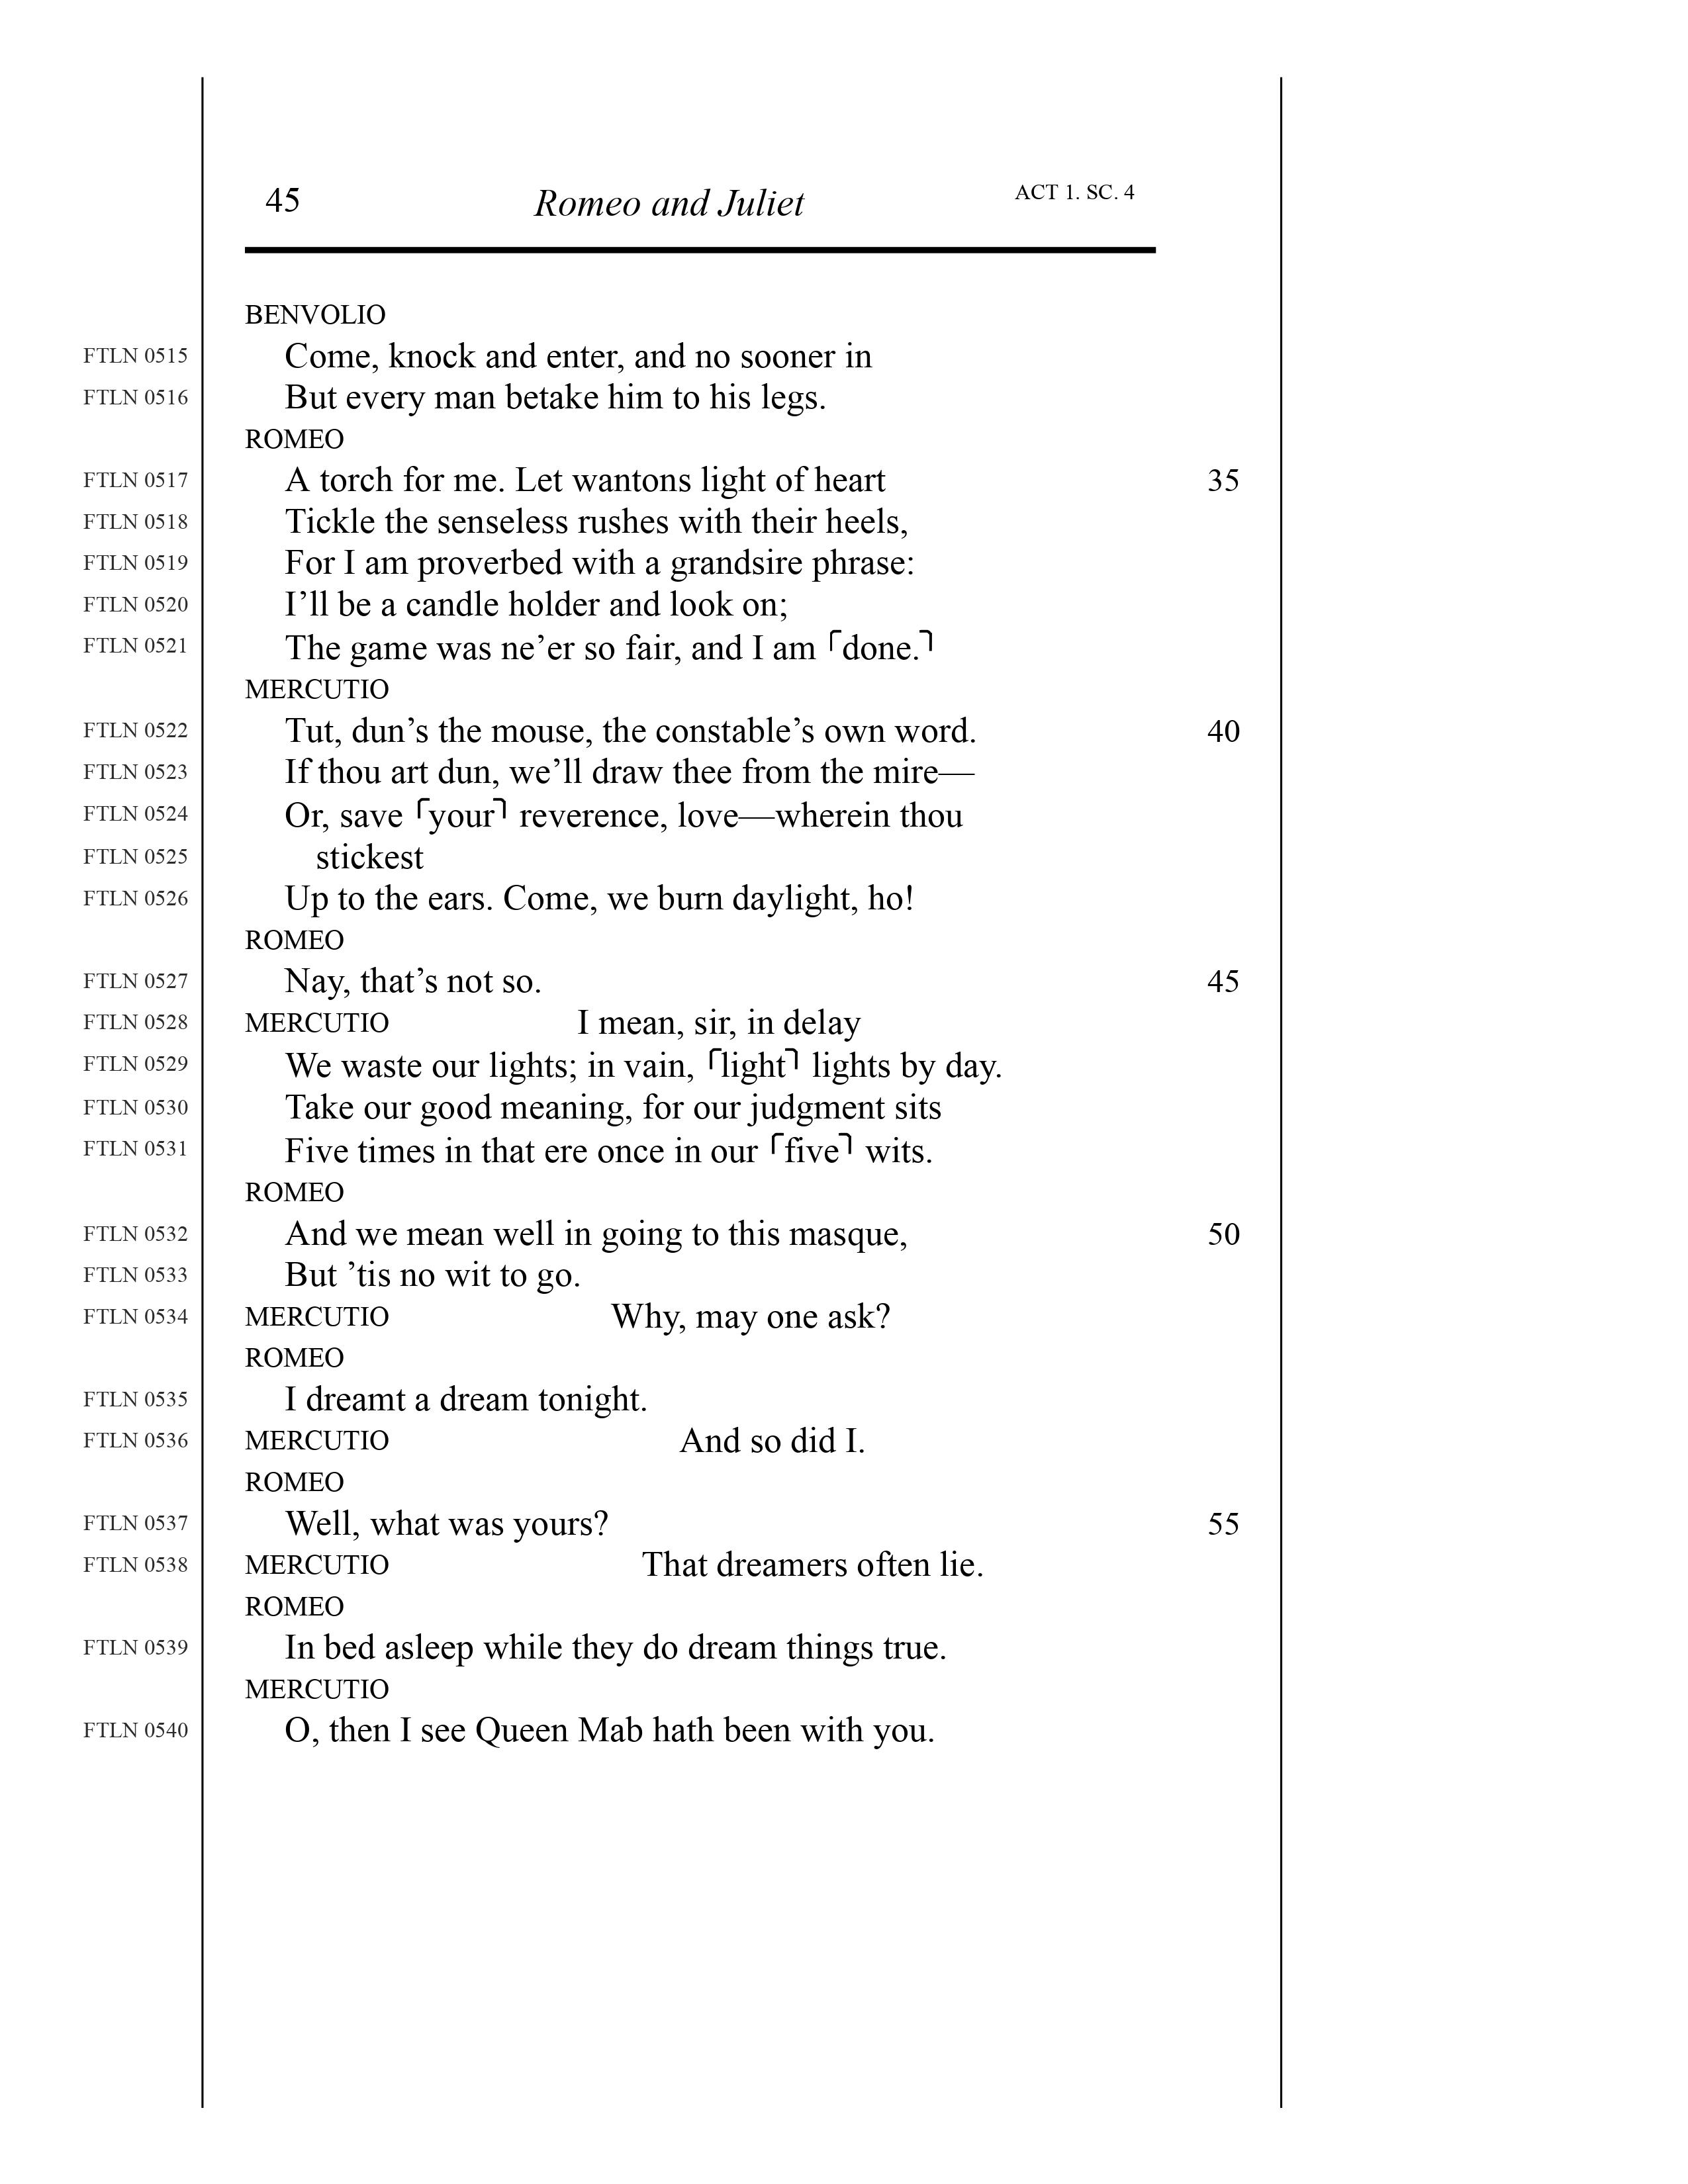 45 Romeo and Juliet ACT 1. SC. 4
BENVOLIO
FTLN 0515 Come, knock and enter, and no sooner in
FTLN 0516 But every man betake him to his legs.
ROMEO
FTLN 0517 A torch for me. Let wantons light of heart 35
FTLN 0518 Tickle the senseless rushes with their heels,
FTLN 0519 For I am proverbed with a grandsire phrase:
FTLN 0520 I’ll be a candle holder and look on;
FTLN 0521 The game was ne’er so fair, and I am ⌜done.⌝
MERCUTIO
FTLN 0522 Tut, dun’s the mouse, the constable’s own word. 40
FTLN 0523 If thou art dun, we’ll draw thee from the mire—
FTLN 0524 Or, save ⌜your⌝ reverence, love—wherein thou
FTLN 0525 stickest
FTLN 0526 Up to the ears. Come, we burn daylight, ho!
ROMEO
FTLN 0527 Nay, that’s not so. 45
FTLN 0528 MERCUTIO I mean, sir, in delay
FTLN 0529 We waste our lights; in vain, ⌜light⌝ lights by day.
FTLN 0530 Take our good meaning, for our judgment sits
FTLN 0531 Five times in that ere once in our ⌜five⌝ wits.
ROMEO
FTLN 0532 And we mean well in going to this masque, 50
FTLN 0533 But ’tis no wit to go.
FTLN 0534 MERCUTIO Why, may one ask?
ROMEO
FTLN 0535 I dreamt a dream tonight.
FTLN 0536 MERCUTIO And so did I.
ROMEO
FTLN 0537 Well, what was yours? 55
FTLN 0538 MERCUTIO That dreamers often lie.
ROMEO
FTLN 0539 In bed asleep while they do dream things true.
MERCUTIO
FTLN 0540 O, then I see Queen Mab hath been with you.